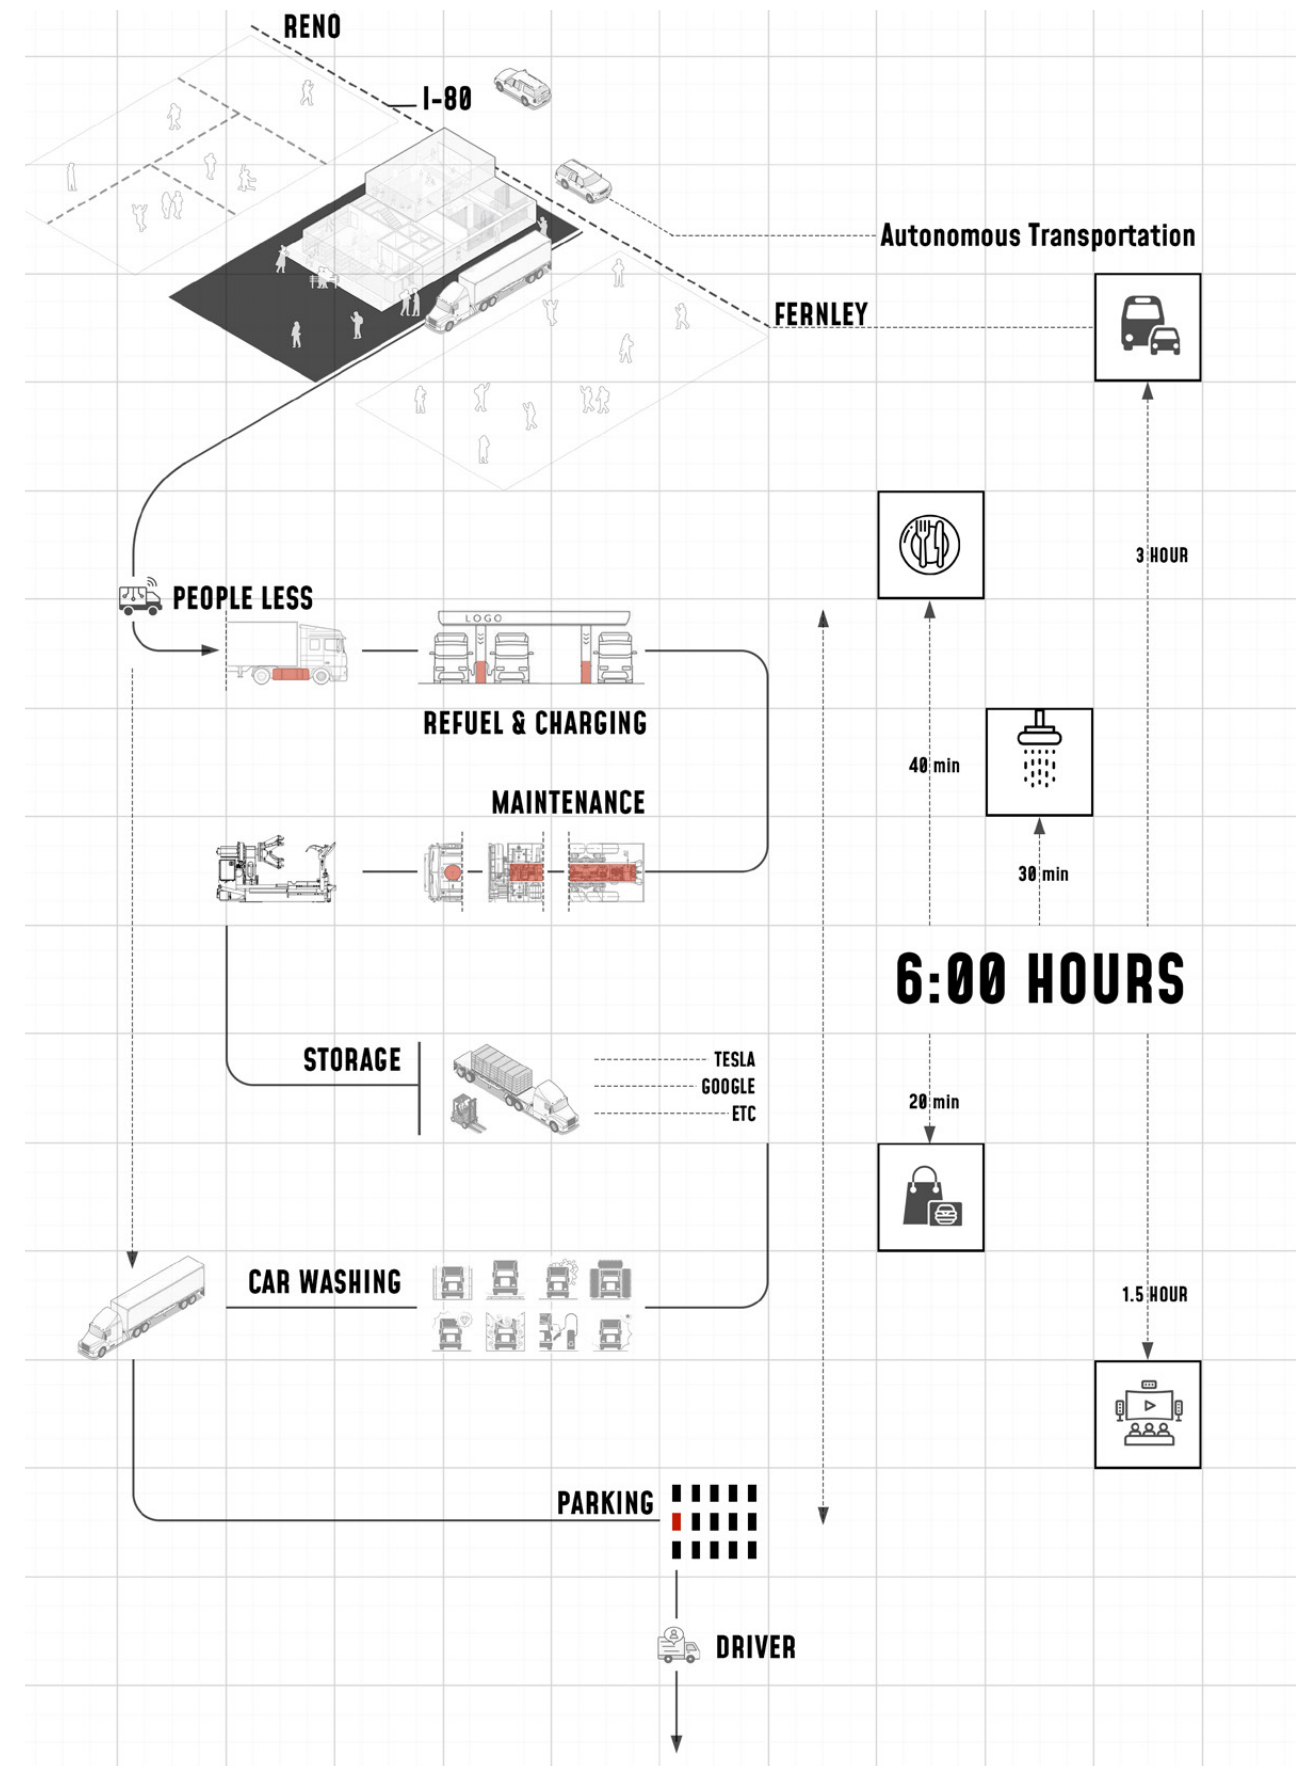 RENO
I-80
Autonomous Transportation
FERNLEY
3 HOUR
PEOPLE LESS
LOGO
REFUEL & CHARGING
40 min
MAINTENANCE
30 min
6:00 HOURS
STORAGE
TESLA
GOOGLE
ETC
20 min
CAR WASHING
1.5 HOUR
PARKING
DRIVER